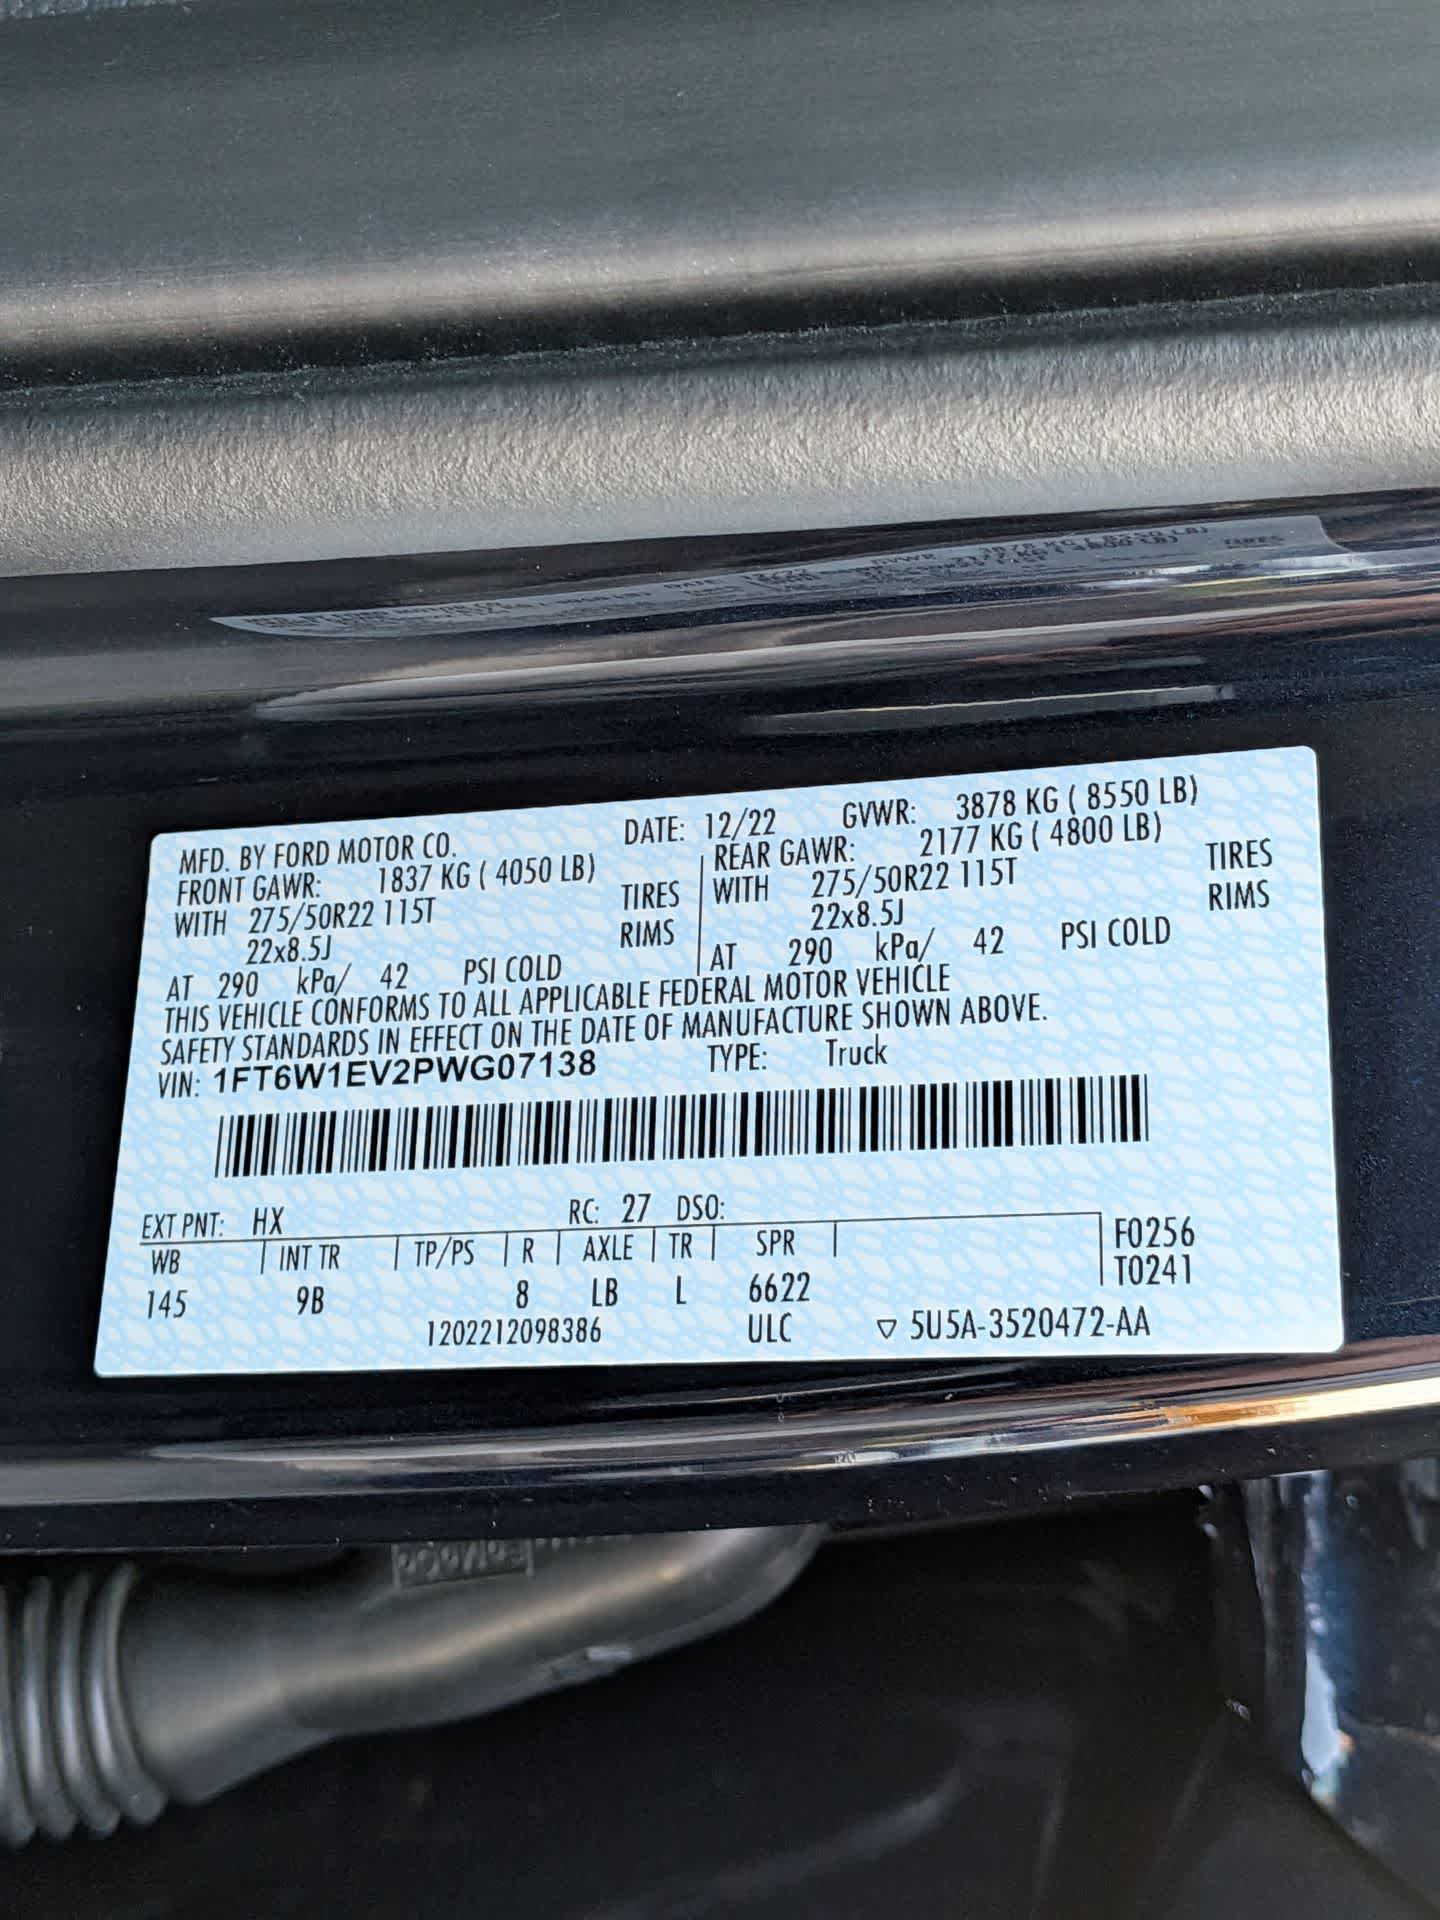 MFD. BY FORD MOTOR CO. DATE: 12/22 GVWR: 3878 KG ( 8550 LB)
FRONT GAWR: 1837 KG ( 4050 LB) REAR GAWR: 2177 KG ( 4800 LB)
WITH 275/50R22 115T TIRES WITH 275/50R22 115T TIRES
22x8.5J RIMS 22x8.5J RIMS
AT 290 kPa/ 42 PSI COLD AT 290 kPa/ 42 PSI COLD
THIS VEHICLE CONFORMS TO ALL APPLICABLE FEDERAL MOTOR VEHICLE
SAFETY STANDARDS IN EFFECT ON THE DATE OF MANUFACTURE SHOWN ABOVE.
VIN: 1FT6W1EV2PWG07138 TYPE: Truck
EXT PNT: HX RC: 27 DSO:
WB INT TR TP/PS R AXLE TR SPR F0256
145 9B 8 LB L 6622 T0241
1202212098386 ULC ▽ 5U5A-3520472-AA